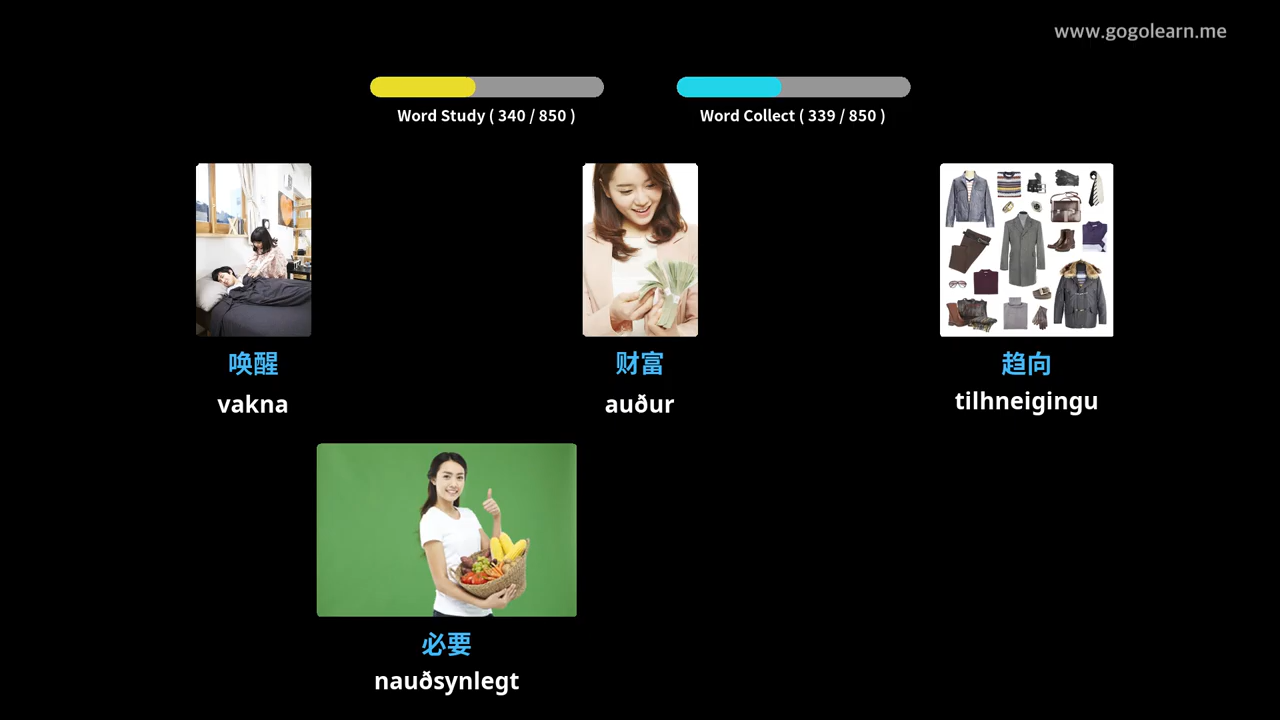 www.gogolearn.me
Word Study ( 340 / 850 )
Word Collect ( 339 / 850 )
唤醒
vakna
财富
auður
趋向
tilhneigingu
必要
nauðsynlegt